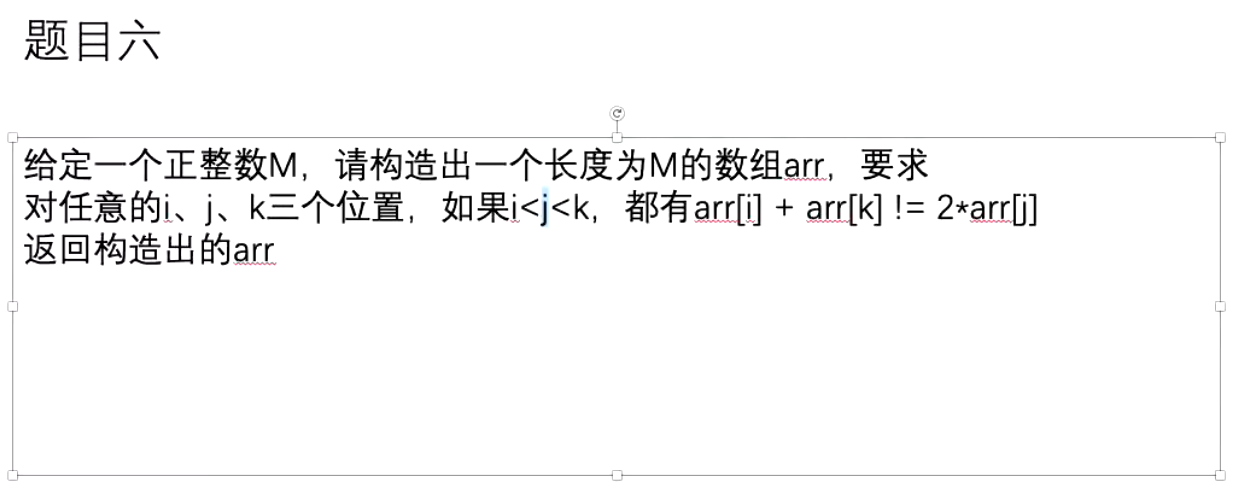 题目六
给定一个正整数M，请构造出一个长度为M的数组arr，要求
对任意的i、j、k三个位置，如果i<j<k，都有arr[i] + arr[k] != 2*arr[j]
返回构造出的arr